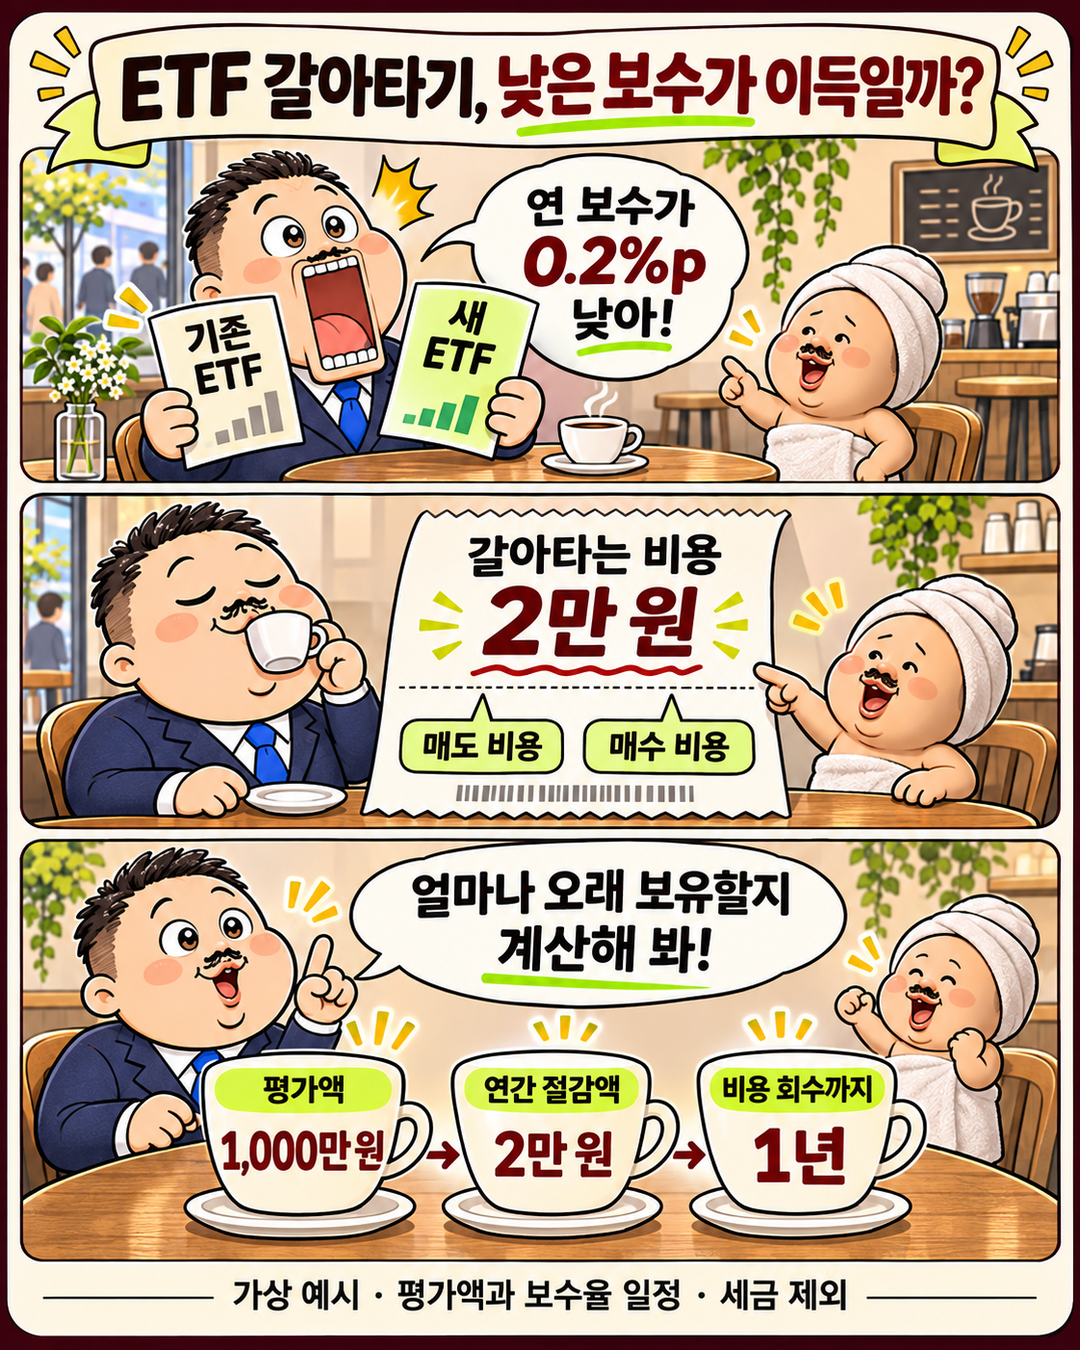 ETF 갈아타기, 낮은 보수가 이득일까?
연 보수가
0.2%p
낮아!
기존
ETF
새
ETF
갈아타는 비용
2만 원
매도 비용
매수 비용
얼마나 오래 보유할지
계산해 봐!
평가액
1,000만 원
연간 절감액
2만 원
비용 회수까지
1년
가상 예시 · 평가액과 보수율 일정 · 세금 제외